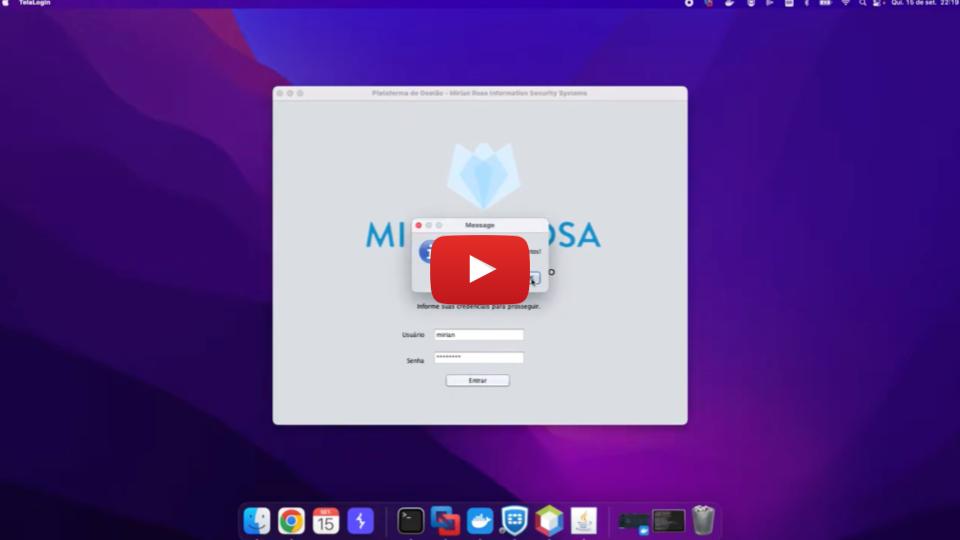 TelaLogin
Qui. 15 de set. 22:19
Plataforma de Gestão - Mirian Rosa Information Security Systems
Message
MI OSA
tos!
O
Informe suas credenciais para prosseguir.
Usuário
mirian
Senha
********
Entrar
SET
15